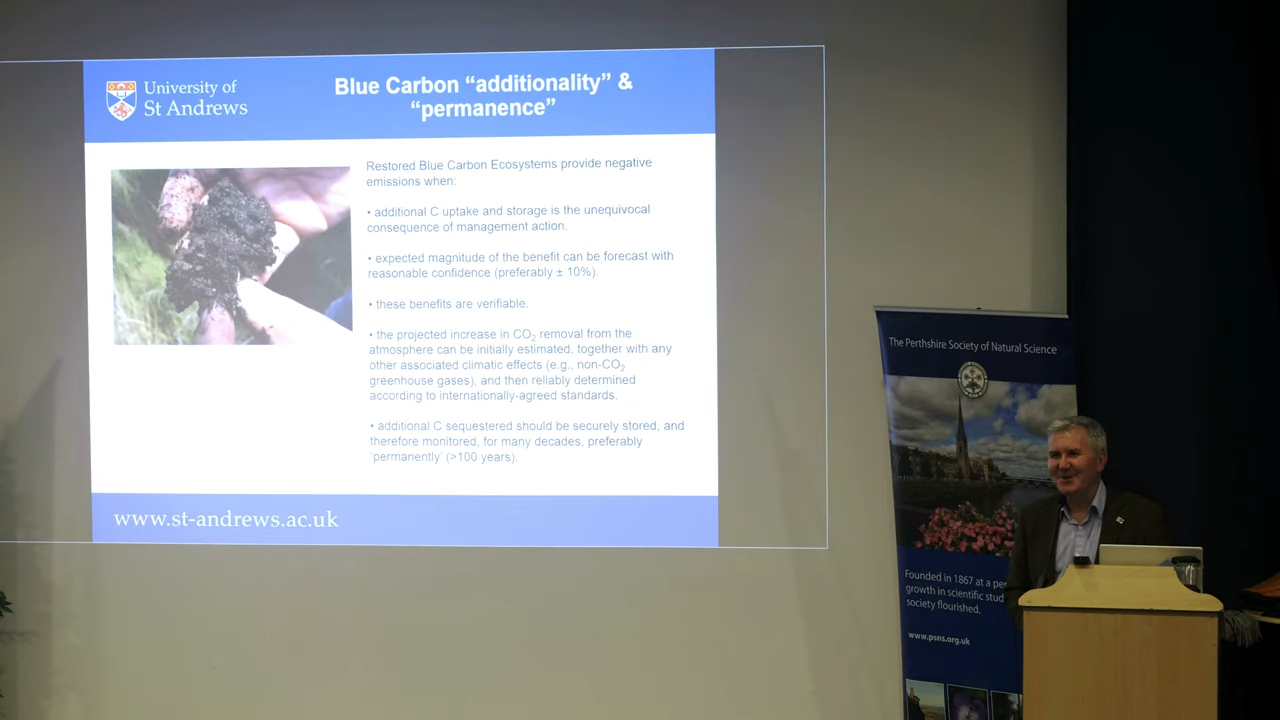 University of
St Andrews
Blue Carbon “additionality” &
“permanence”
Restored Blue Carbon Ecosystems provide negative
emissions when:
• additional C uptake and storage is the unequivocal
consequence of management action.
• expected magnitude of the benefit can be forecast with
reasonable confidence (preferably ± 10%).
• these benefits are verifiable.
• the projected increase in CO₂ removal from the
atmosphere can be initially estimated, together with any
other associated climatic effects (e.g., non-CO₂
greenhouse gases), and then reliably determined
according to internationally-agreed standards.
• additional C sequestered should be securely stored, and
therefore monitored, for many decades, preferably
‘permanently’ (>100 years).
www.st-andrews.ac.uk
The Perthshire Society of Natural Science
Founded in 1867 at a
growth in scientific
society flourished.
www.psns.org.uk